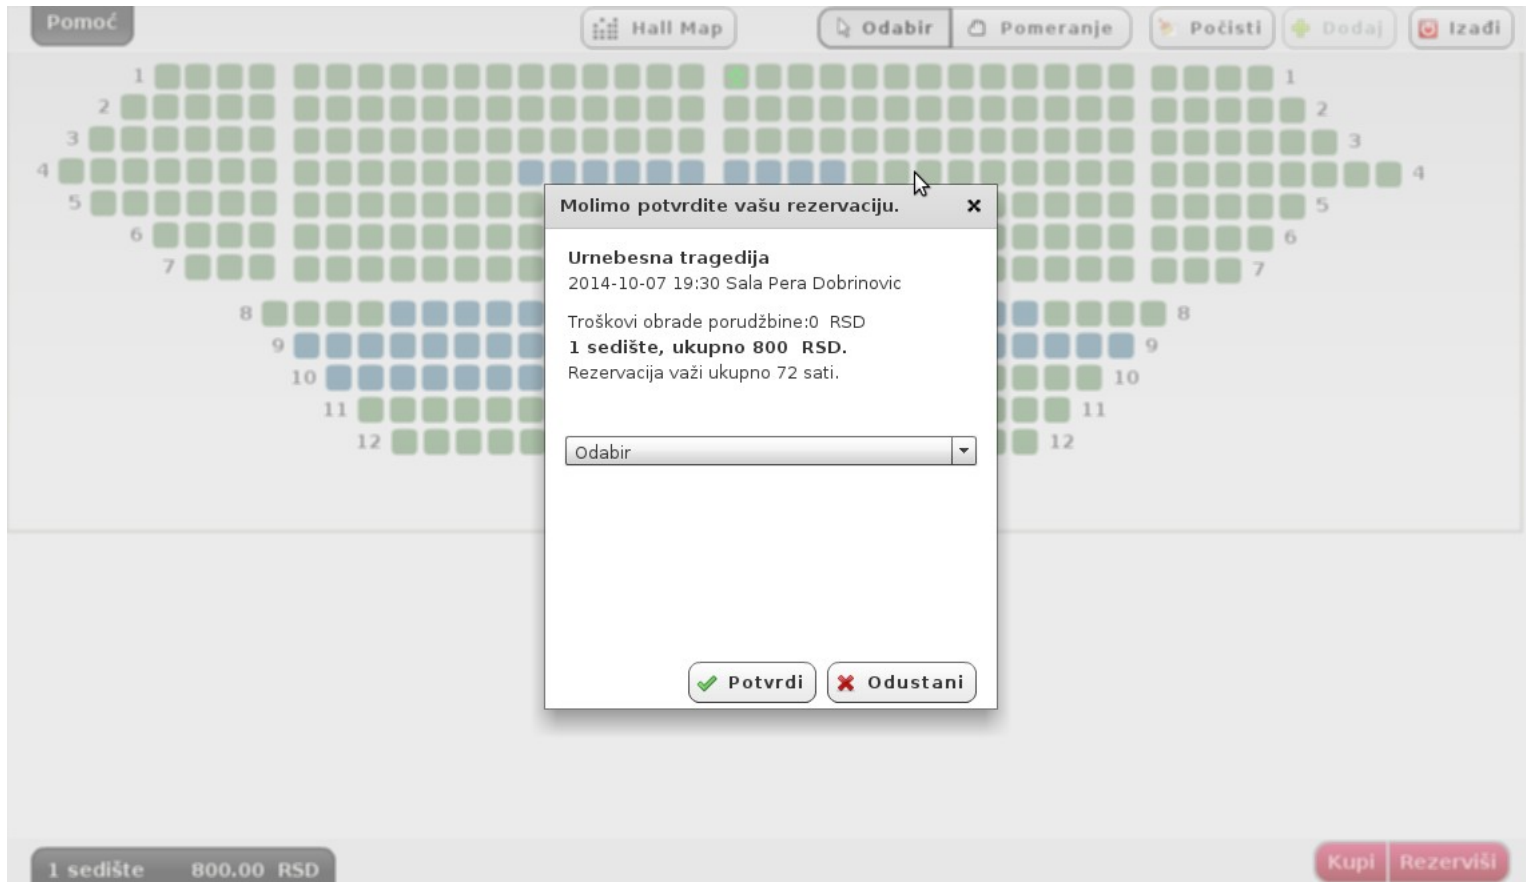 Pomoć
Hall Map
Odabir
Pomeranje
Počisti
Dodaj
Izađi
1 1
2 2
3 3
4 4
5 5
6 6
7 7
8 8
9 9
10 10
11 11
12 12
Molimo potvrdite vašu rezervaciju.
Urnebesna tragedija
2014-10-07 19:30 Sala Pera Dobrinovic
Troškovi obrade porudžbine:0 RSD
1 sedište, ukupno 800 RSD.
Rezervacija važi ukupno 72 sati.
Odabir
Potvrdi
Odustani
1 sedište 800.00 RSD
Kupi
Rezerviši